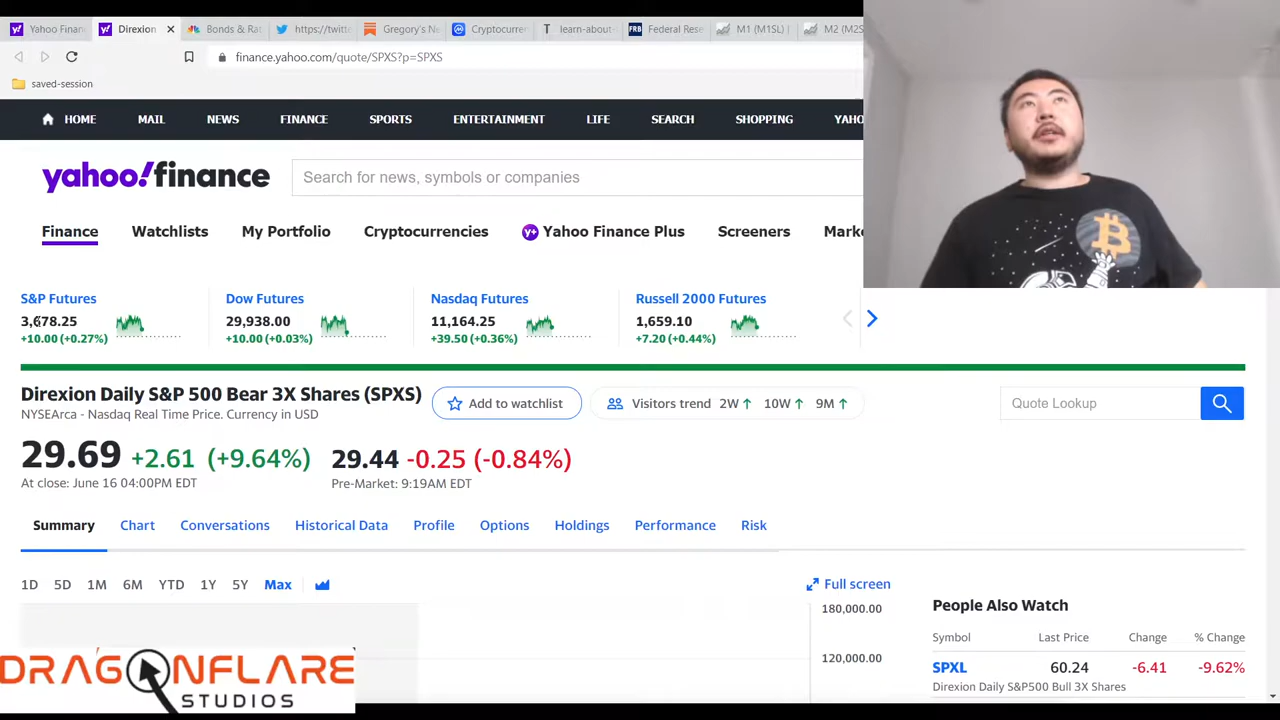 Yahoo Finan
Direxion
Bonds & Rat
https://twitte
Gregory's Ne
Cryptocurrer
learn-about-
Federal Rese
M1 (M1SL) |
M2 (M2S
finance.yahoo.com/quote/SPXS?p=SPXS
saved-session
HOME MAIL NEWS FINANCE SPORTS ENTERTAINMENT LIFE SEARCH SHOPPING YAHO
yahoo!finance
Search for news, symbols or companies
Finance Watchlists My Portfolio Cryptocurrencies Yahoo Finance Plus Screeners Marke
S&P Futures
3,678.25
+10.00 (+0.27%)
Dow Futures
29,938.00
+10.00 (+0.03%)
Nasdaq Futures
11,164.25
+39.50 (+0.36%)
Russell 2000 Futures
1,659.10
+7.20 (+0.44%)
Direxion Daily S&P 500 Bear 3X Shares (SPXS)
NYSEArca - Nasdaq Real Time Price. Currency in USD
Add to watchlist
Visitors trend 2W 10W 9M
Quote Lookup
29.69 +2.61 (+9.64%)
At close: June 16 04:00PM EDT
29.44 -0.25 (-0.84%)
Pre-Market: 9:19AM EDT
Summary Chart Conversations Historical Data Profile Options Holdings Performance Risk
1D 5D 1M 6M YTD 1Y 5Y Max
Full screen
180,000.00
120,000.00
People Also Watch
Symbol Last Price Change % Change
SPXL 60.24 -6.41 -9.62%
Direxion Daily S&P500 Bull 3X Shares
DRAGONFLARE
STUDIOS